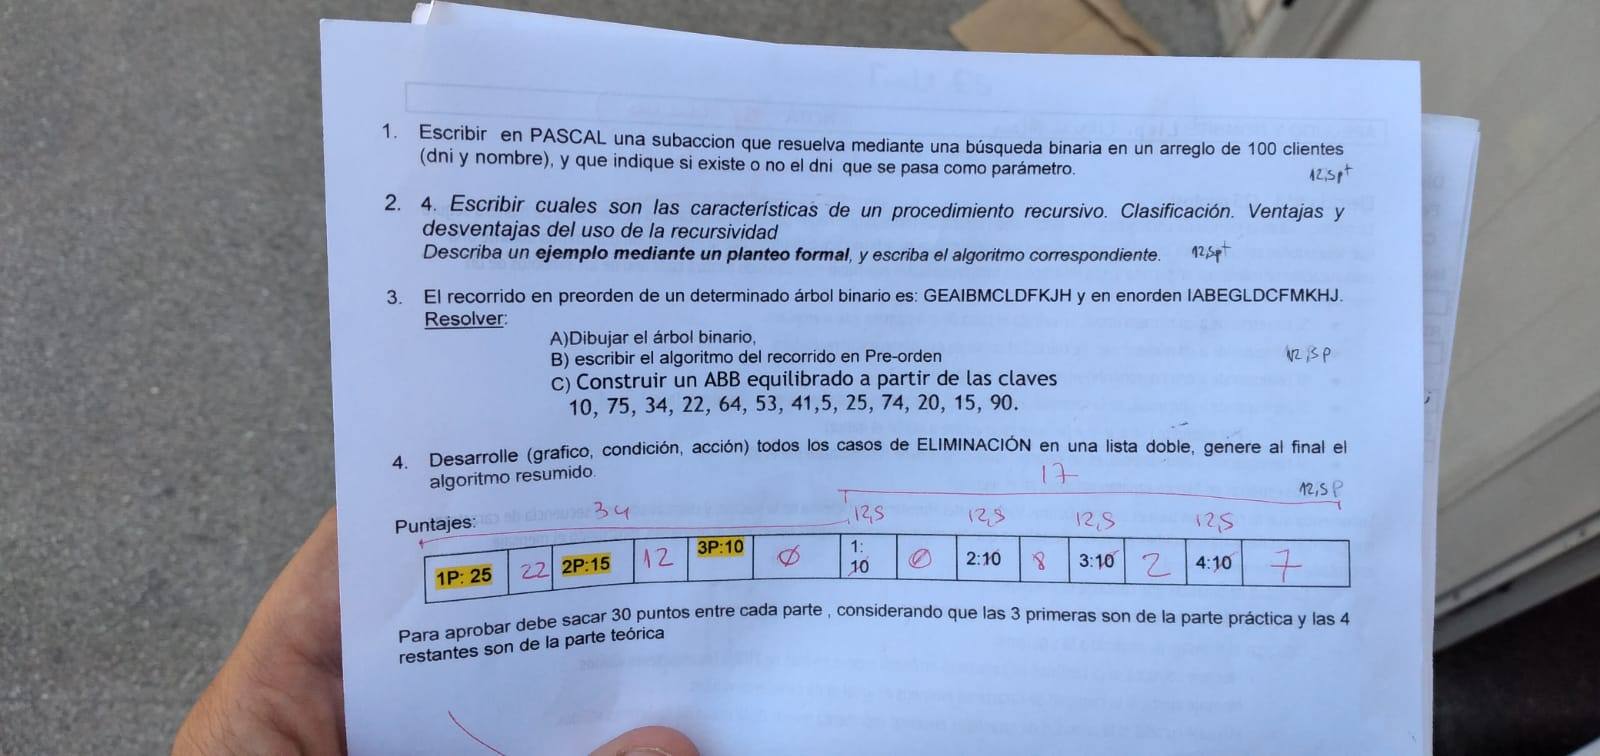 1. Escribir en PASCAL una subaccion que resuelva mediante una búsqueda binaria en un arreglo de 100 clientes
(dni y nombre), y que indique si existe o no el dni que se pasa como parámetro.
12,5pt
2. 4. Escribir cuales son las características de un procedimiento recursivo. Clasificación. Ventajas y
desventajas del uso de la recursividad
Describa un ejemplo mediante un planteo formal, y escriba el algoritmo correspondiente. 12,5pt
3. El recorrido en preorden de un determinado árbol binario es: GEAIBMCLDFKJH y en enorden IABEGLDCFMKHJ.
Resolver:
A)Dibujar el árbol binario,
B) escribir el algoritmo del recorrido en Pre-orden 12,5p
C) Construir un ABB equilibrado a partir de las claves
10, 75, 34, 22, 64, 53, 41,5, 25, 74, 20, 15, 90.
4. Desarrolle (grafico, condición, acción) todos los casos de ELIMINACIÓN en una lista doble, genere al final el
algoritmo resumido.
17
12,5p
Puntajes: 34 12,5 12,5 12,5 12,5
1P: 25 22 2P:15 12 3P:10 Ø 1: 10 Ø 2:10 8 3:10 2 4:10 7
Para aprobar debe sacar 30 puntos entre cada parte , considerando que las 3 primeras son de la parte práctica y las 4
restantes son de la parte teórica